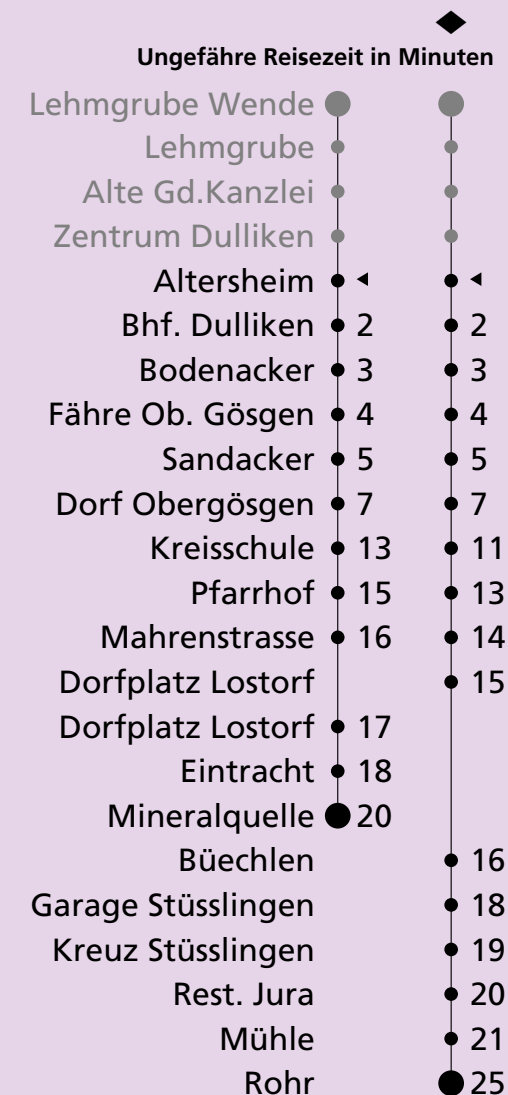 Ungefähre Reisezeit in Minuten
Lehmgrube Wende
Lehmgrube
Alte Gd.Kanzlei
Zentrum Dulliken
Altersheim
Bhf. Dulliken 2 2
Bodenacker 3 3
Fähre Ob. Gösgen 4 4
Sandacker 5 5
Dorf Obergösgen 7 7
Kreisschule 13 11
Pfarrhof 15 13
Mahrenstrasse 16 14
Dorfplatz Lostorf 15
Dorfplatz Lostorf 17
Eintracht 18
Mineralquelle 20
Büechlen 16
Garage Stüsslingen 18
Kreuz Stüsslingen 19
Rest. Jura 20
Mühle 21
Rohr 25